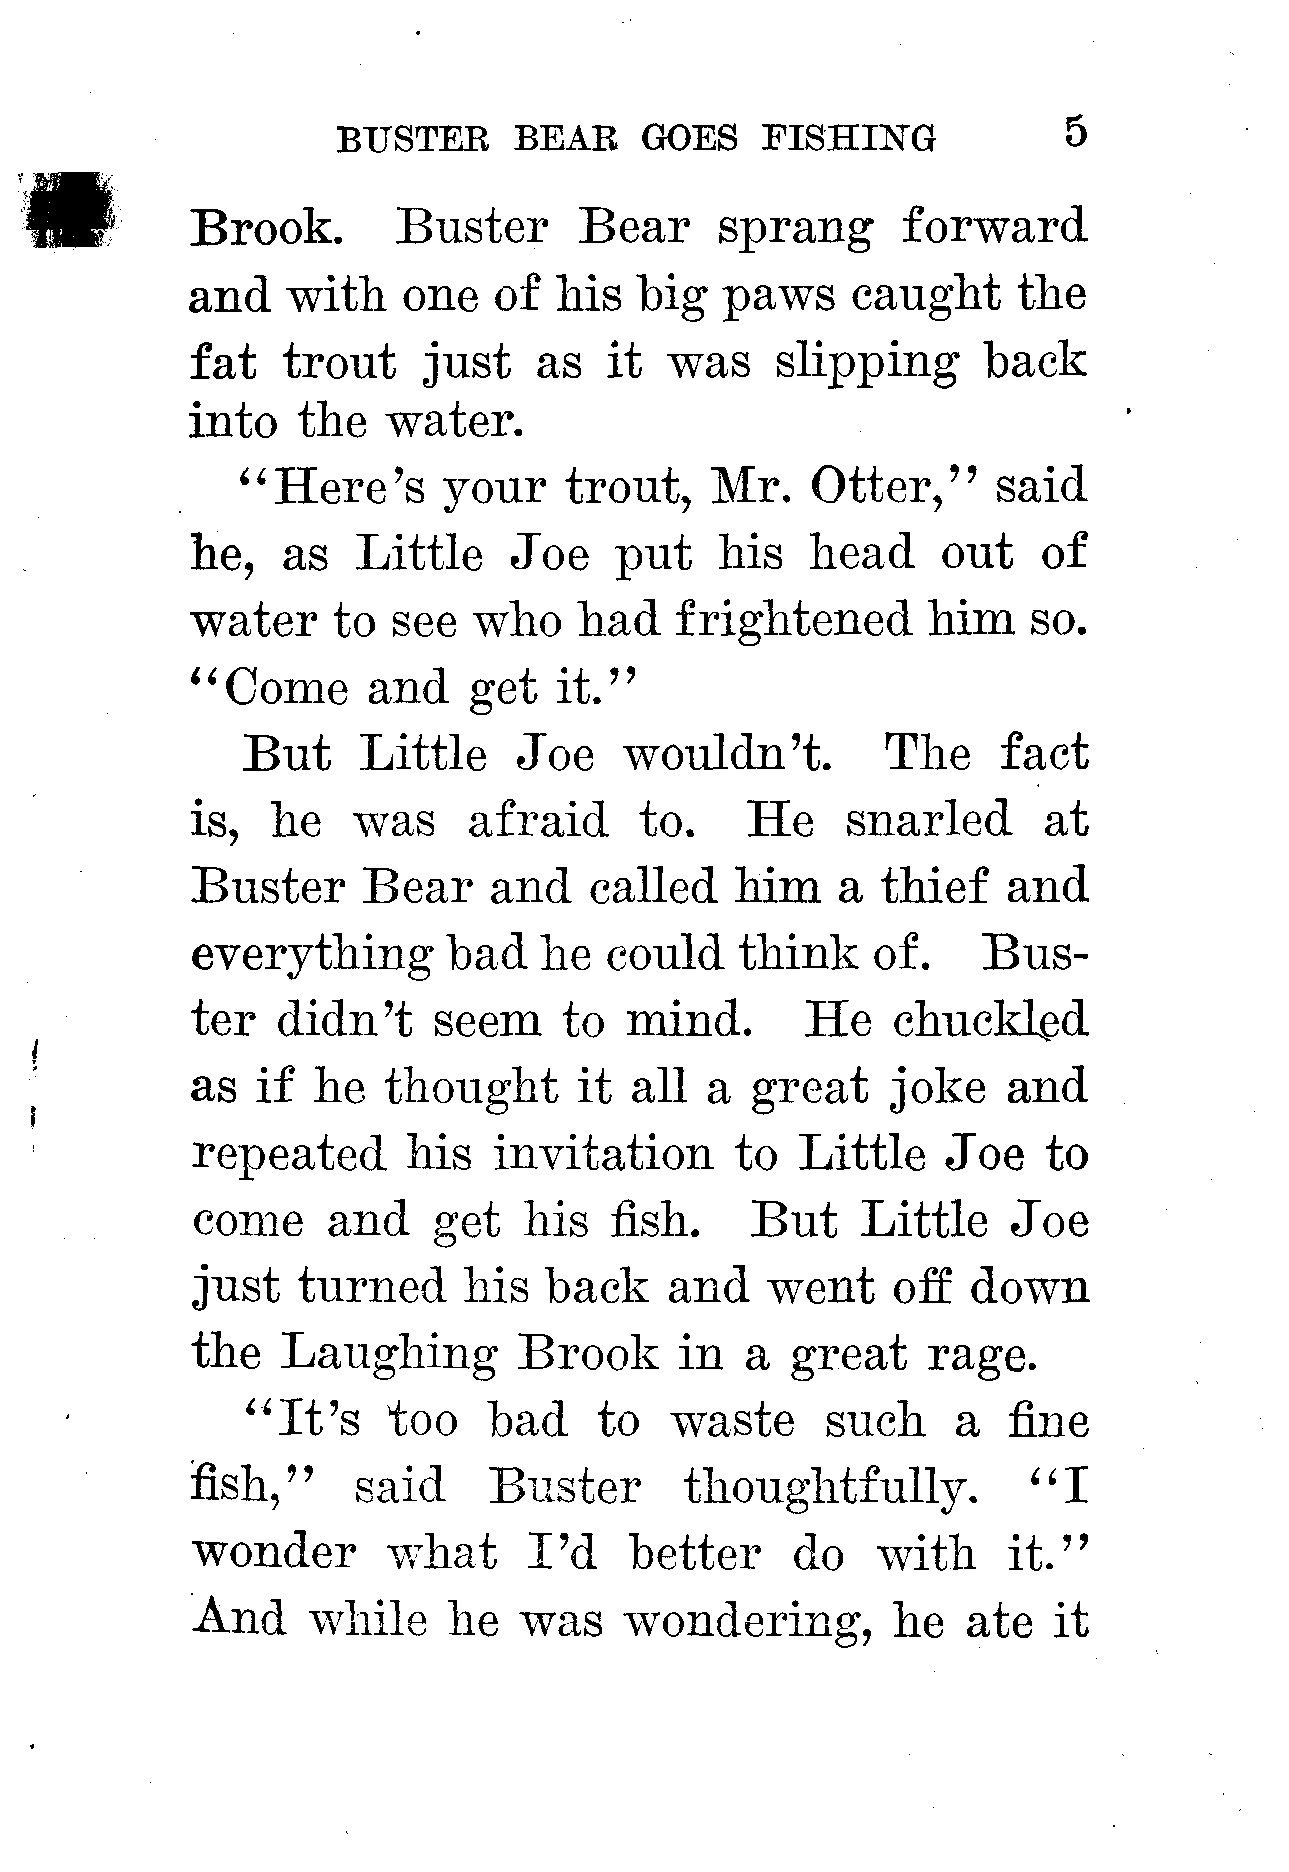 BUSTER BEAR GOES FISHING 5
Brook. Buster Bear sprang forward
and with one of his big paws caught the
fat trout just as it was slipping back
into the water.
“Here’s your trout, Mr. Otter,” said
he, as Little Joe put his head out of
water to see who had frightened him so.
“Come and get it.”
But Little Joe wouldn’t. The fact
is, he was afraid to. He snarled at
Buster Bear and called him a thief and
everything bad he could think of. Bus-
ter didn’t seem to mind. He chuckled
as if he thought it all a great joke and
repeated his invitation to Little Joe to
come and get his fish. But Little Joe
just turned his back and went off down
the Laughing Brook in a great rage.
“It’s too bad to waste such a fine
fish,” said Buster thoughtfully. “I
wonder what I’d better do with it.”
And while he was wondering, he ate it